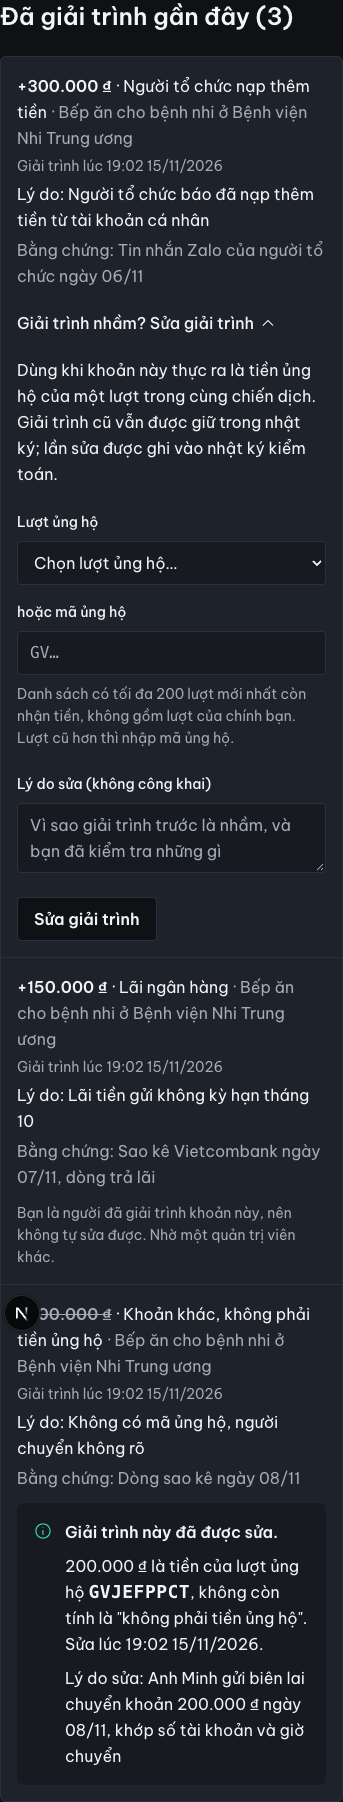 Đã giải trình gần đây (3)
+300.000 ₫ · Người tổ chức nạp thêm
tiền · Bếp ăn cho bệnh nhi ở Bệnh viện
Nhi Trung ương
Giải trình lúc 19:02 15/11/2026
Lý do: Người tổ chức báo đã nạp thêm
tiền từ tài khoản cá nhân
Bằng chứng: Tin nhắn Zalo của người tổ
chức ngày 06/11
Giải trình nhầm? Sửa giải trình
Dùng khi khoản này thực ra là tiền ủng
hộ của một lượt trong cùng chiến dịch.
Giải trình cũ vẫn được giữ trong nhật
ký; lần sửa được ghi vào nhật ký kiểm
toán.
Lượt ủng hộ
Chọn lượt ủng hộ...
hoặc mã ủng hộ
GV…
Danh sách có tối đa 200 lượt mới nhất còn
nhận tiền, không gồm lượt của chính bạn.
Lượt cũ hơn thì nhập mã ủng hộ.
Lý do sửa (không công khai)
Vì sao giải trình trước là nhầm, và
bạn đã kiểm tra những gì
Sửa giải trình
+150.000 ₫ · Lãi ngân hàng · Bếp ăn
cho bệnh nhi ở Bệnh viện Nhi Trung
ương
Giải trình lúc 19:02 15/11/2026
Lý do: Lãi tiền gửi không kỳ hạn tháng
10
Bằng chứng: Sao kê Vietcombank ngày
07/11, dòng trả lãi
Bạn là người đã giải trình khoản này, nên
không tự sửa được. Nhờ một quản trị viên
khác.
N 00.000 ₫ · Khoản khác, không phải
tiền ủng hộ · Bếp ăn cho bệnh nhi ở
Bệnh viện Nhi Trung ương
Giải trình lúc 19:02 15/11/2026
Lý do: Không có mã ủng hộ, người
chuyển không rõ
Bằng chứng: Dòng sao kê ngày 08/11
Giải trình này đã được sửa.
200.000 ₫ là tiền của lượt ủng
hộ GVJEFPPCT, không còn
tính là "không phải tiền ủng hộ".
Sửa lúc 19:02 15/11/2026.
Lý do sửa: Anh Minh gửi biên lai
chuyển khoản 200.000 ₫ ngày
08/11, khớp số tài khoản và giờ
chuyển